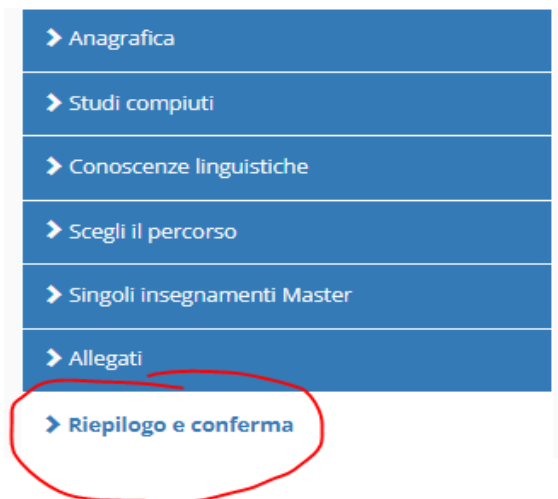 Anagrafica
Studi compiuti
Conoscenze linguistiche
Scegli il percorso
Singoli insegnamenti Master
Allegati
Riepilogo e conferma